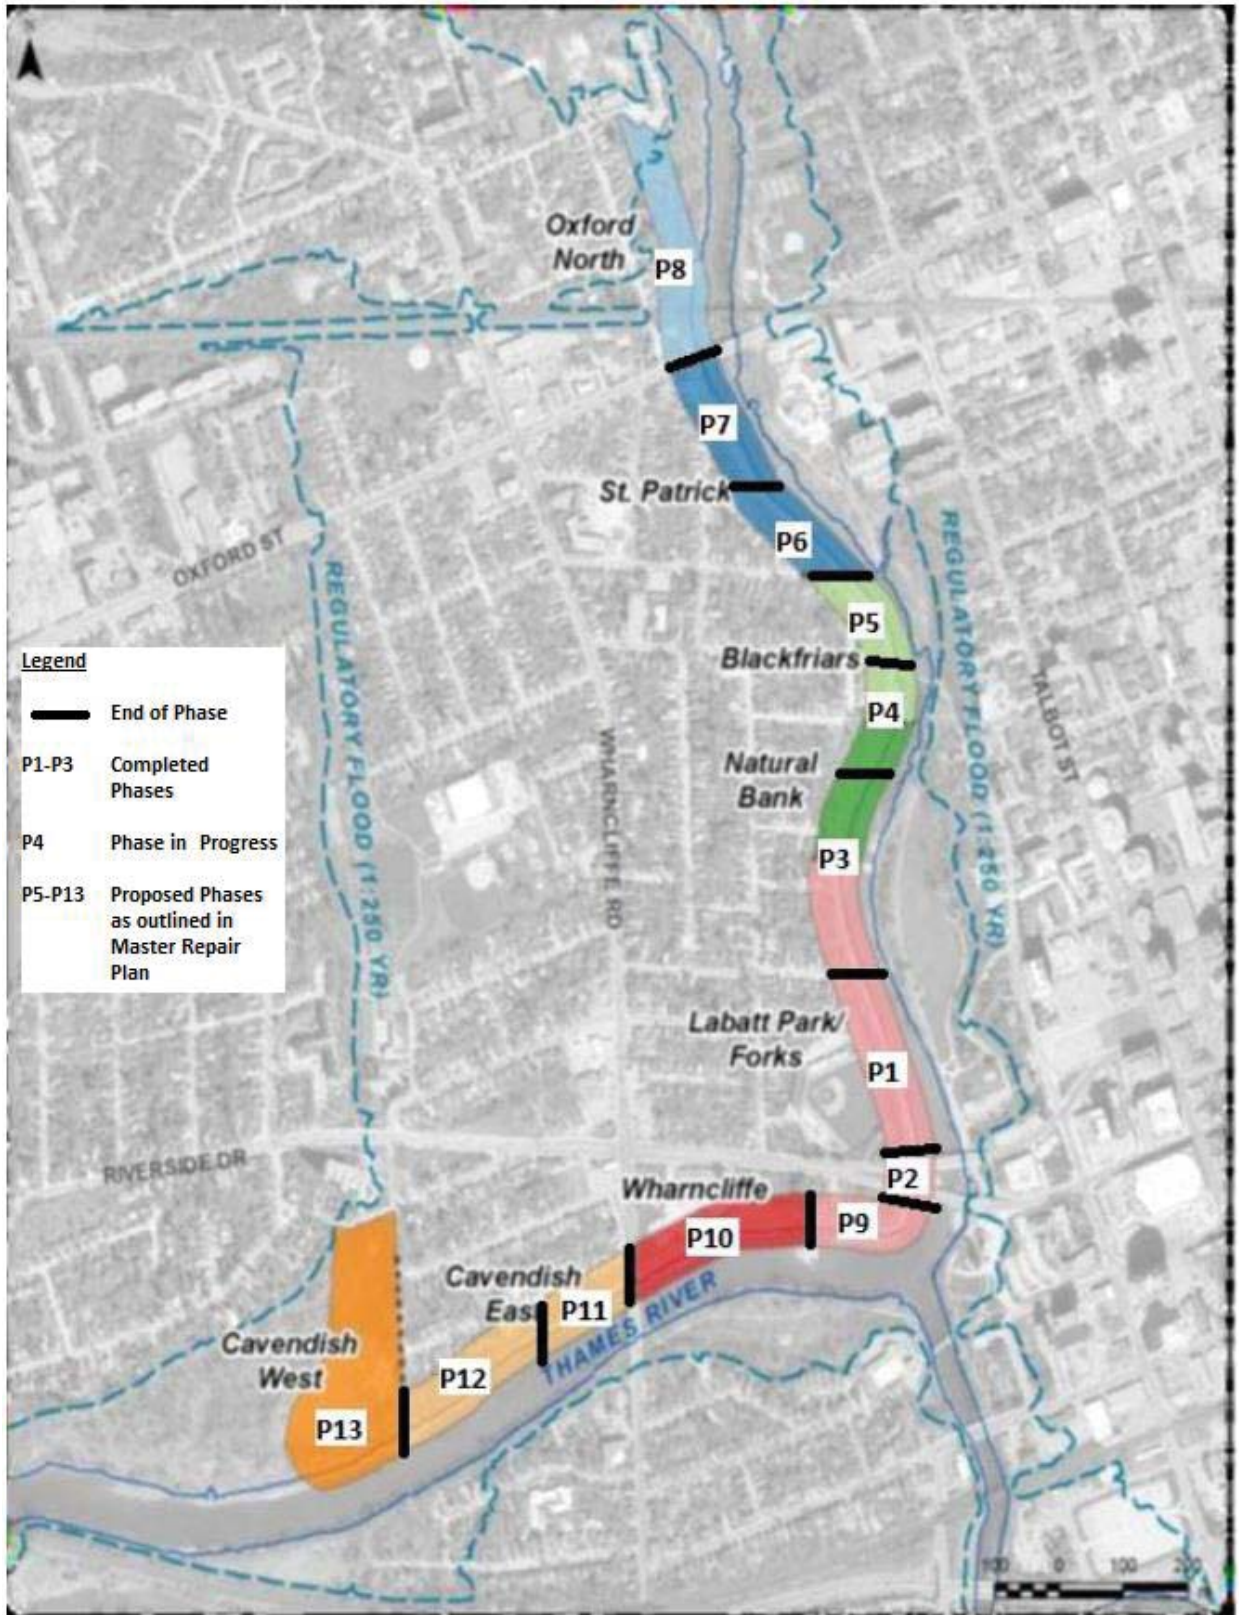 Oxford
North
P8
P7
St. Patrick
P6
OXFORD ST
REGULATORY FLOOD (1:250 YR)
REGULATORY FLOOD (1:250 YR)
P5
Blackfriars
TALBOT ST
P4
Natural
Bank
WHARNCLIFFE RD
P3
Legend
End of Phase
P1-P3 Completed
Phases
P4 Phase in Progress
P5-P13 Proposed Phases
as outlined in
Master Repair
Plan
Labatt Park/
Forks
P1
RIVERSIDE DR
P2
Wharncliffe
P9
P10
Cavendish
East
P11
THAMES RIVER
Cavendish
West
P12
P13
100 0 100 200